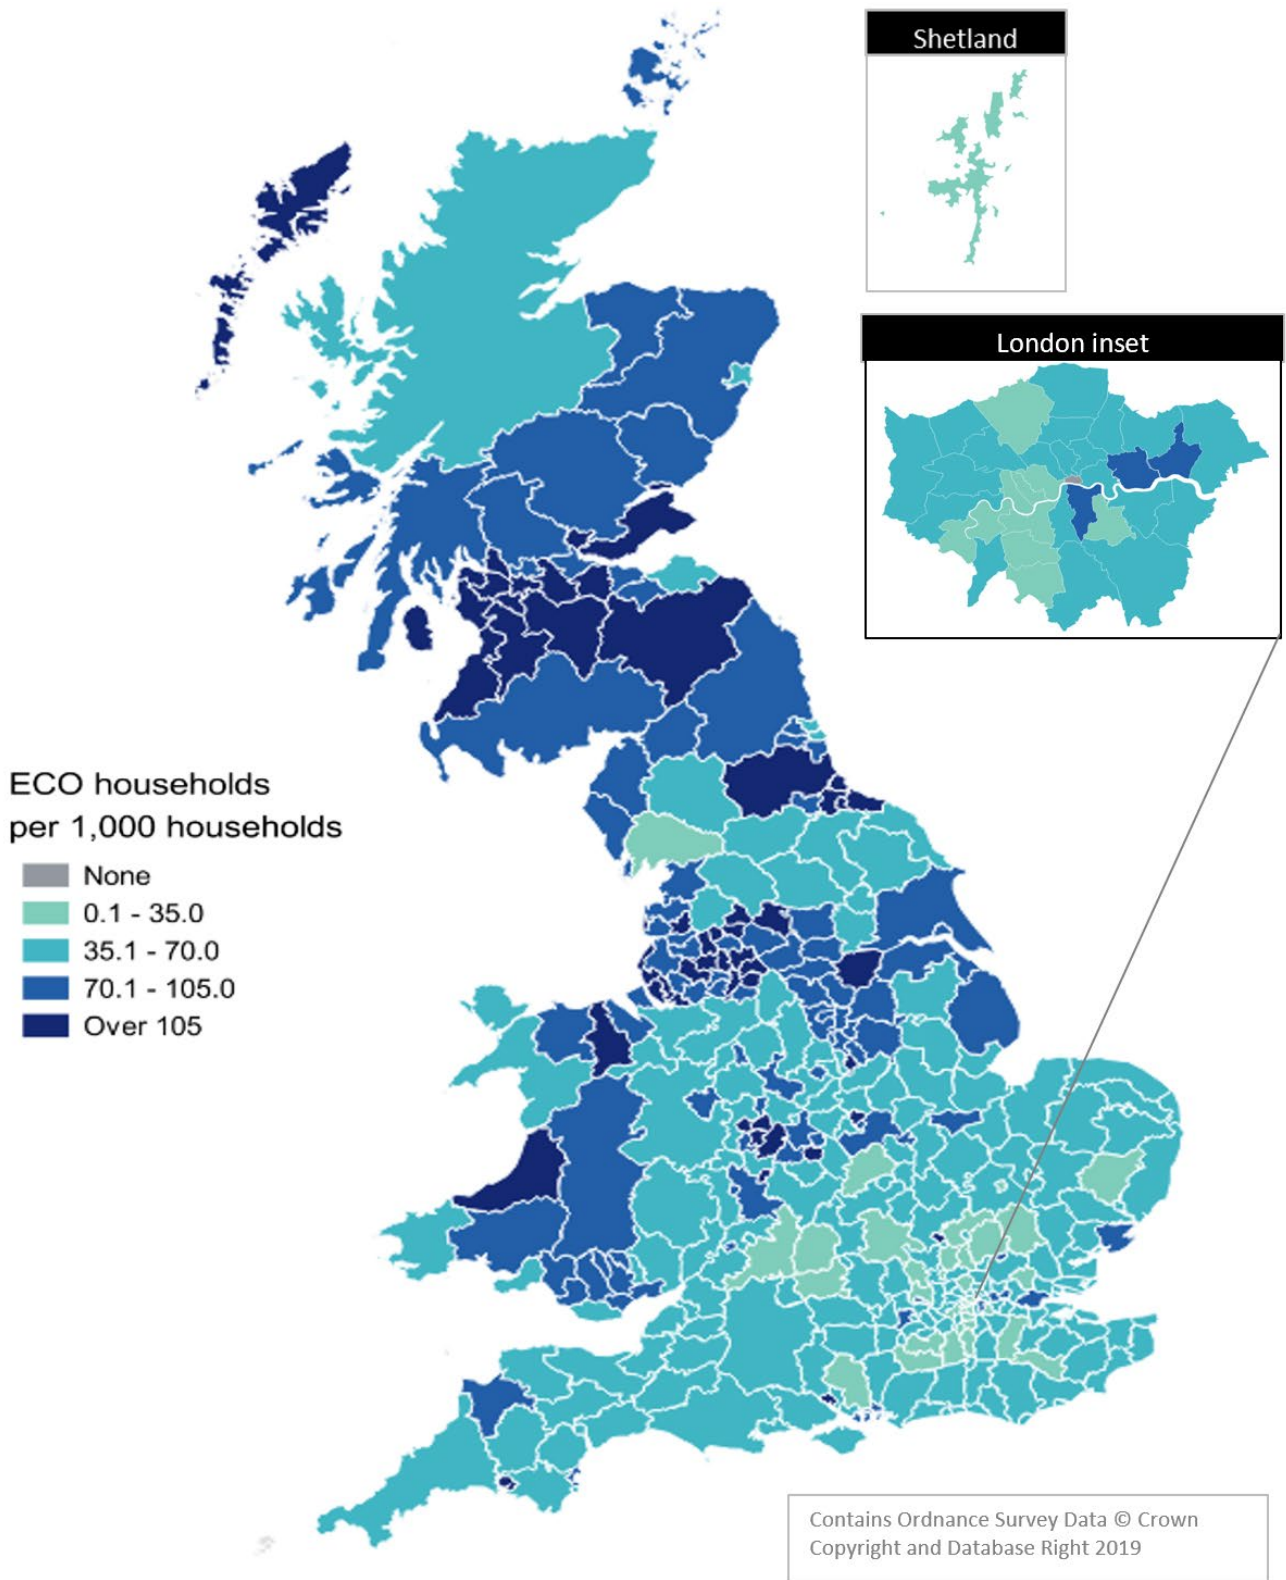 Shetland
London inset
ECO households
per 1,000 households
None
0.1 - 35.0
35.1 - 70.0
70.1 - 105.0
Over 105
Contains Ordnance Survey Data © Crown
Copyright and Database Right 2019